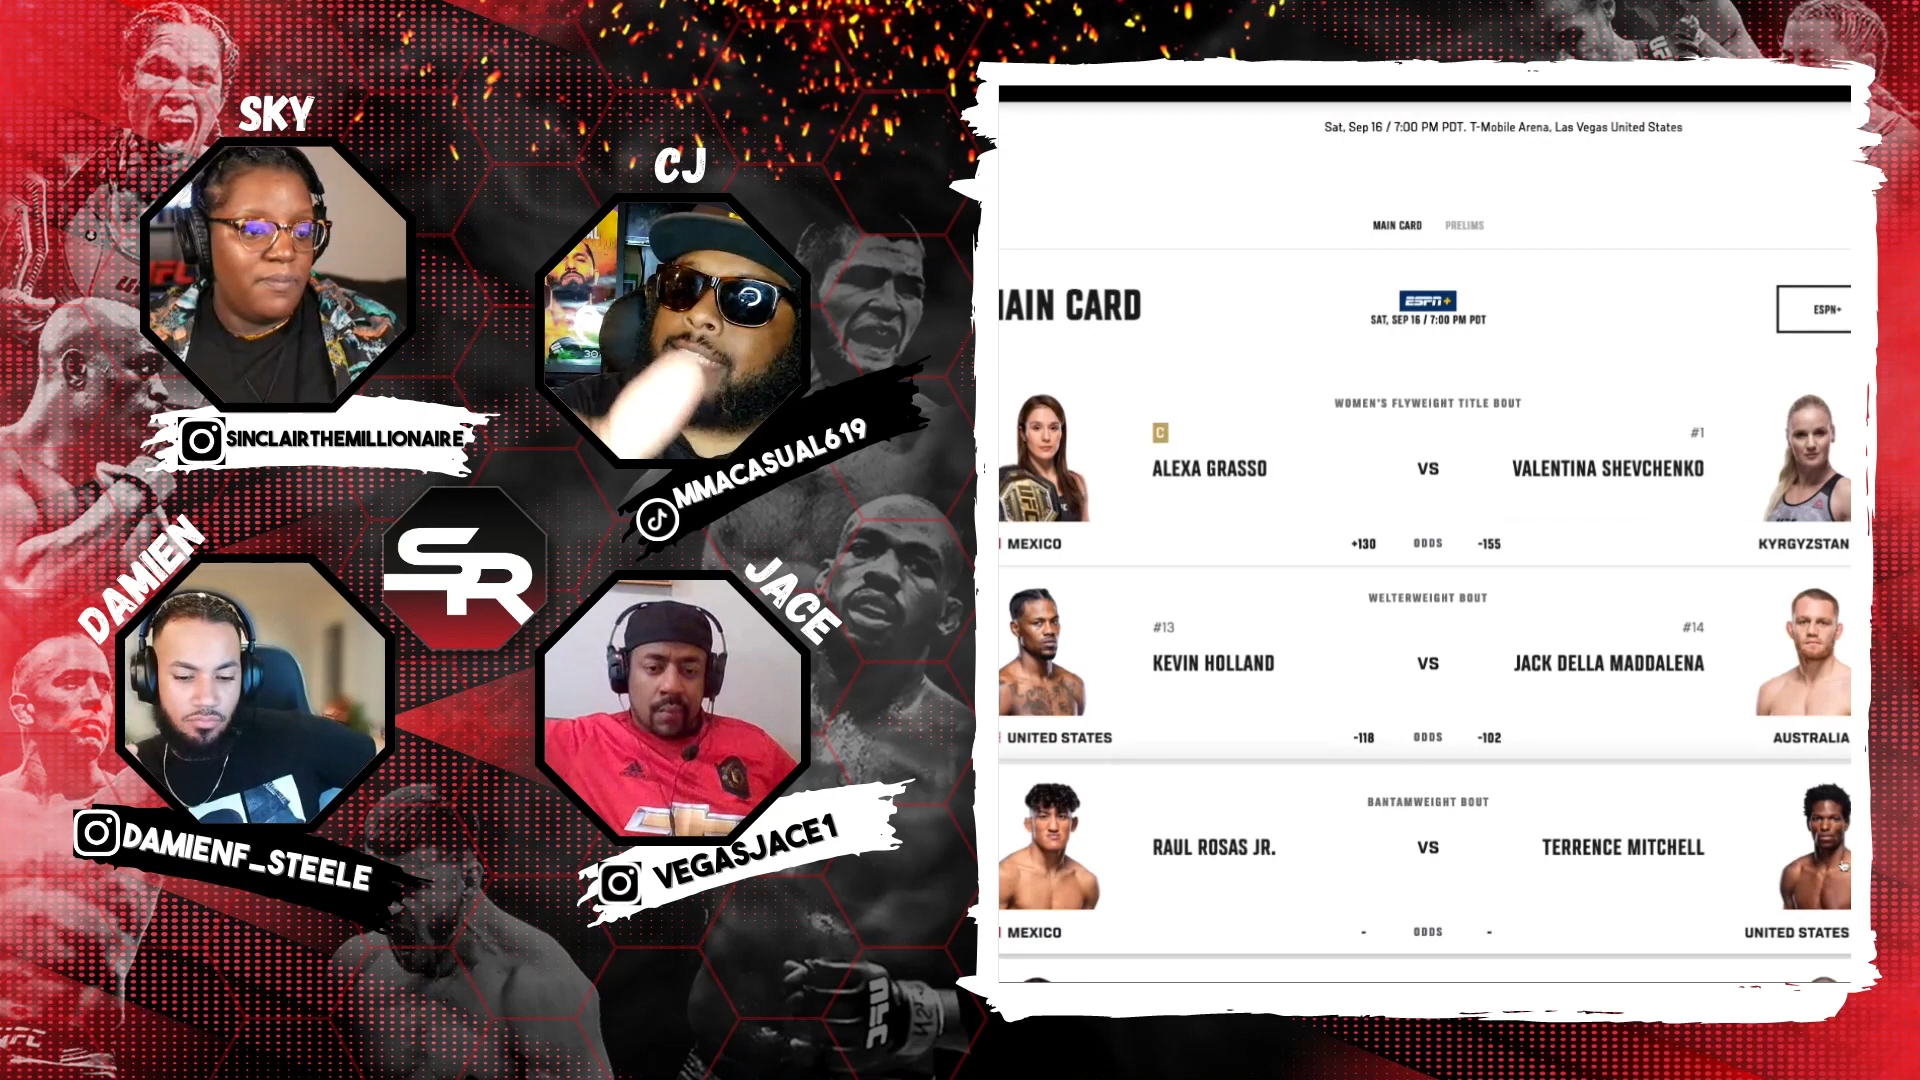 SKY
SINCLAIRTHEMILLIONAIRE
CJ
MMACASUAL619
DAMIEN
DAMIENF_STEELE
JACE
VEGASJACE1
SR
Sat, Sep 16 / 7:00 PM PDT. T-Mobile Arena, Las Vegas United States
MAIN CARD PRELIMS
MAIN CARD
ESPN+
SAT, SEP 16 / 7:00 PM PDT
ESPN+
WOMEN'S FLYWEIGHT TITLE BOUT
C #1
ALEXA GRASSO VS VALENTINA SHEVCHENKO
MEXICO +130 ODDS -155 KYRGYZSTAN
WELTERWEIGHT BOUT
#13 #14
KEVIN HOLLAND VS JACK DELLA MADDALENA
UNITED STATES -118 ODDS -102 AUSTRALIA
BANTAMWEIGHT BOUT
RAUL ROSAS JR. VS TERRENCE MITCHELL
MEXICO - ODDS - UNITED STATES